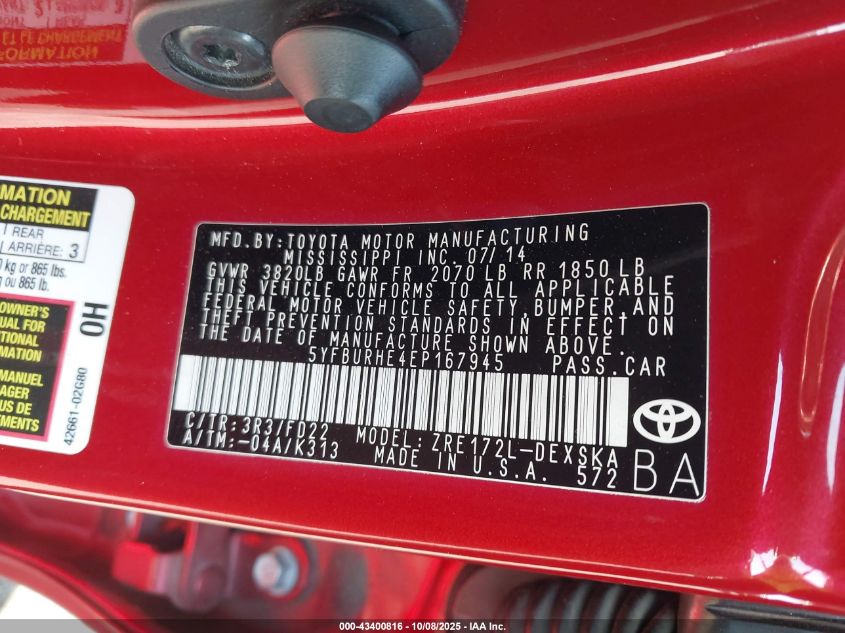 MATION
CHARGEMENT
REAR
ARRIÈRE: 3
kg or 865 lbs.
ou 865 lb.
OWNER'S
UAL FOR
TIONAL
MATION
MANUEL
AGER
US DE
EMENTS
OH
42661-02G80
MFD. BY: TOYOTA MOTOR MANUFACTURING
MISSISSIPPI INC. 07/14
GVWR 3820LB GAWR FR 2070 LB RR 1850 LB
THIS VEHICLE CONFORMS TO ALL APPLICABLE
FEDERAL MOTOR VEHICLE SAFETY, BUMPER, AND
THEFT PREVENTION STANDARDS IN EFFECT ON
THE DATE OF MANUFACTURE SHOWN ABOVE.
5YFBURHE4EP167945 PASS. CAR
C/TR: 3R3/FD22 MODEL: ZRE172L-DEXSKA
A/TM: -04A/K313 MADE IN U.S.A. 572
BA
000-43400816 - 10/08/2025 - IAA Inc.